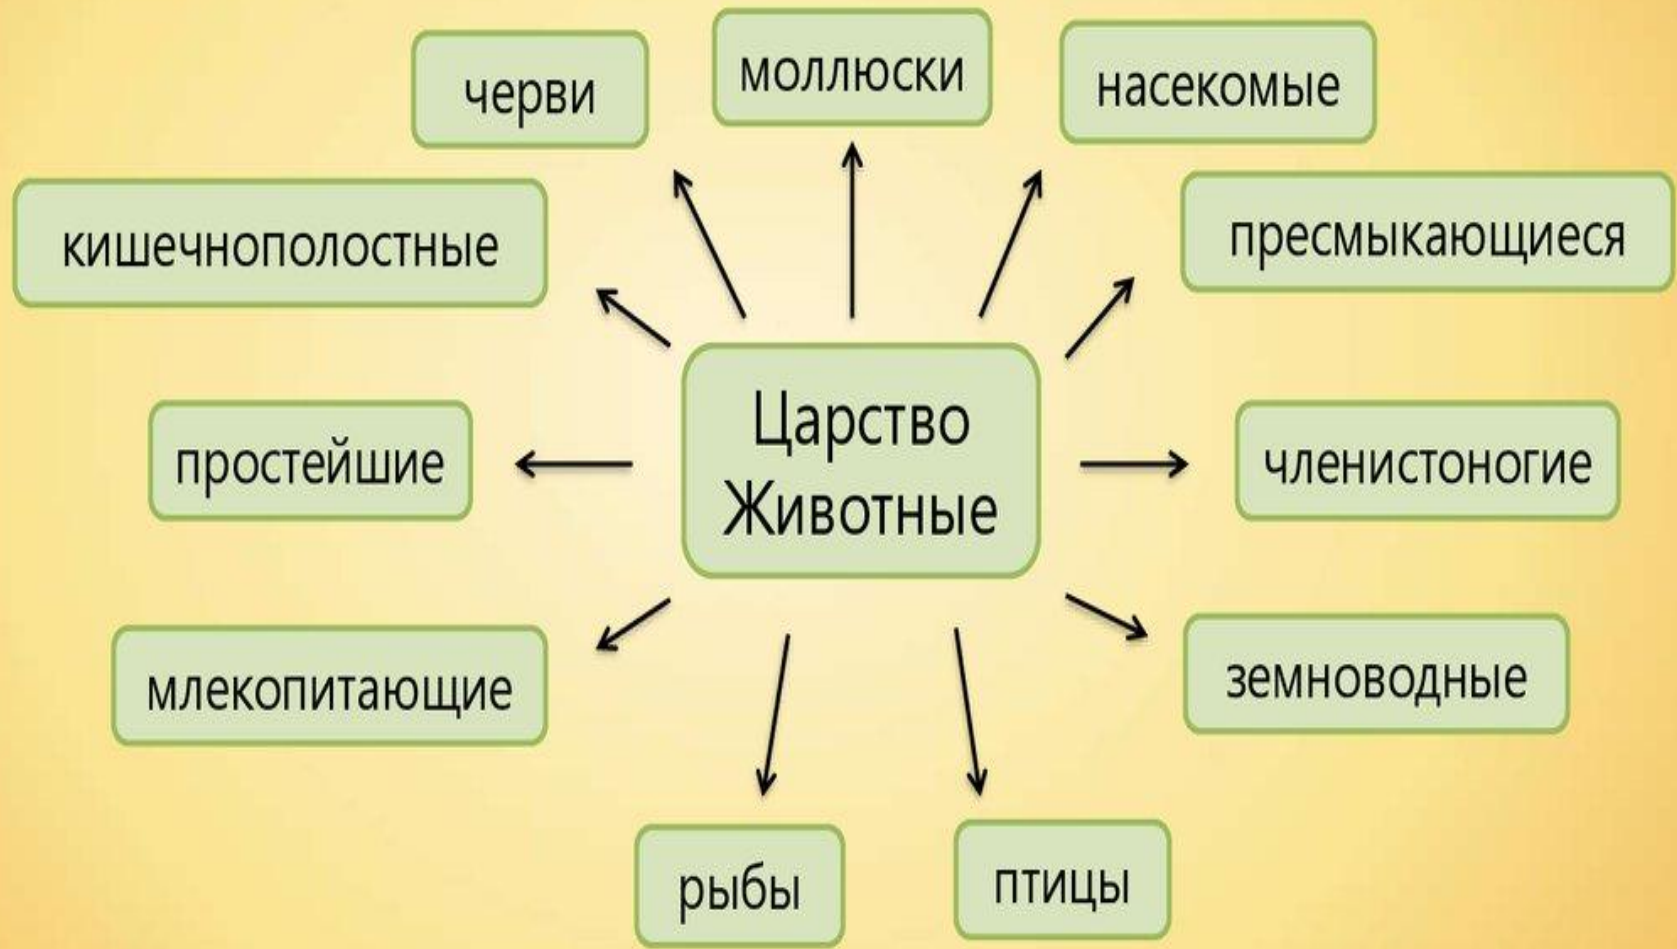 моллюски
черви
насекомые
кишечнополостные
пресмыкающиеся
Царство
Животные
простейшие
членистоногие
млекопитающие
земноводные
рыбы
птицы